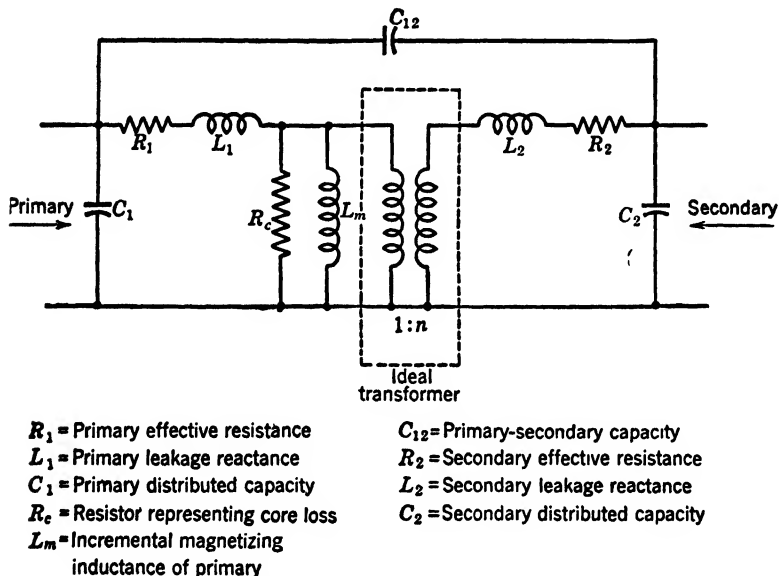 C12
R1
L1
L2
R2
Primary
C1
Rc
Lm
C2
Secondary
1:n
Ideal
transformer
R1=Primary effective resistance
L1=Primary leakage reactance
C1=Primary distributed capacity
Rc=Resistor representing core loss
Lm=Incremental magnetizing
inductance of primary
C12=Primary-secondary capacity
R2=Secondary effective resistance
L2=Secondary leakage reactance
C2=Secondary distributed capacity